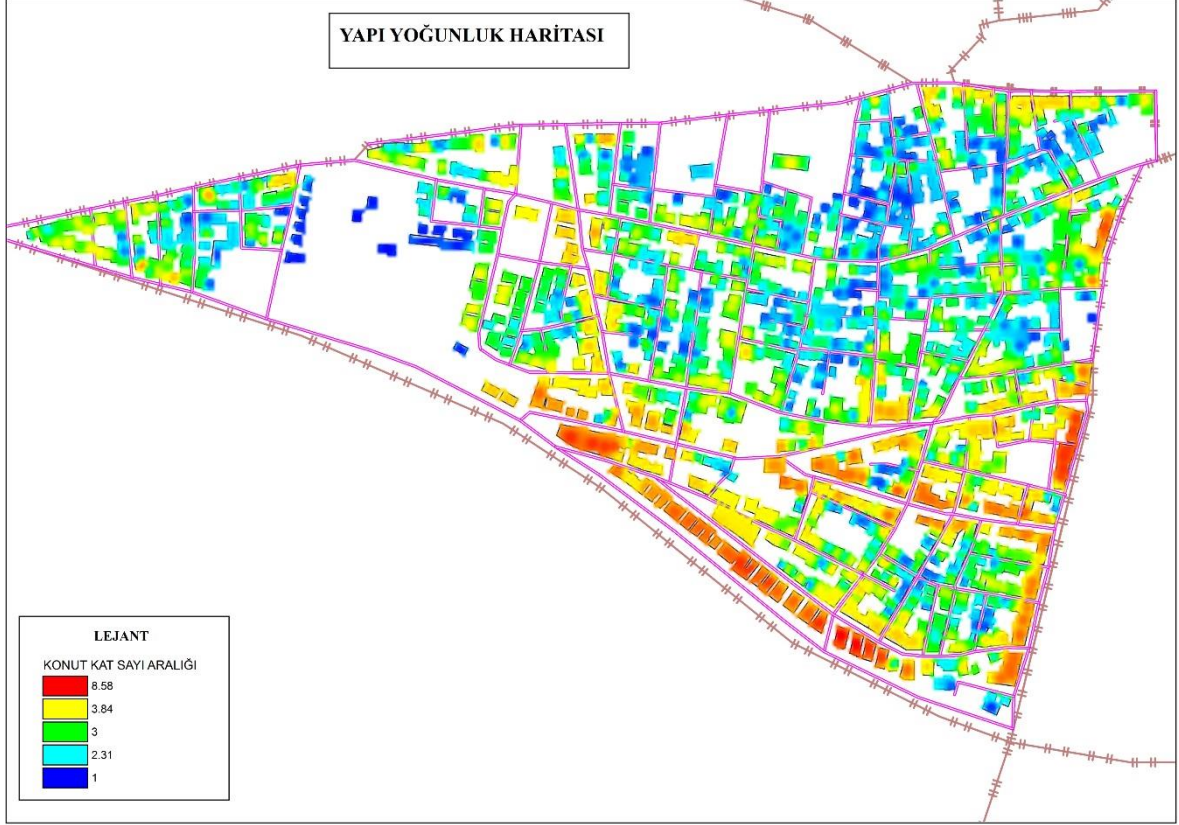 YAPI YOĞUNLUK HARİTASI
LEJANT
KONUT KAT SAYI ARALIĞI
8.58
3.84
3
2.31
1